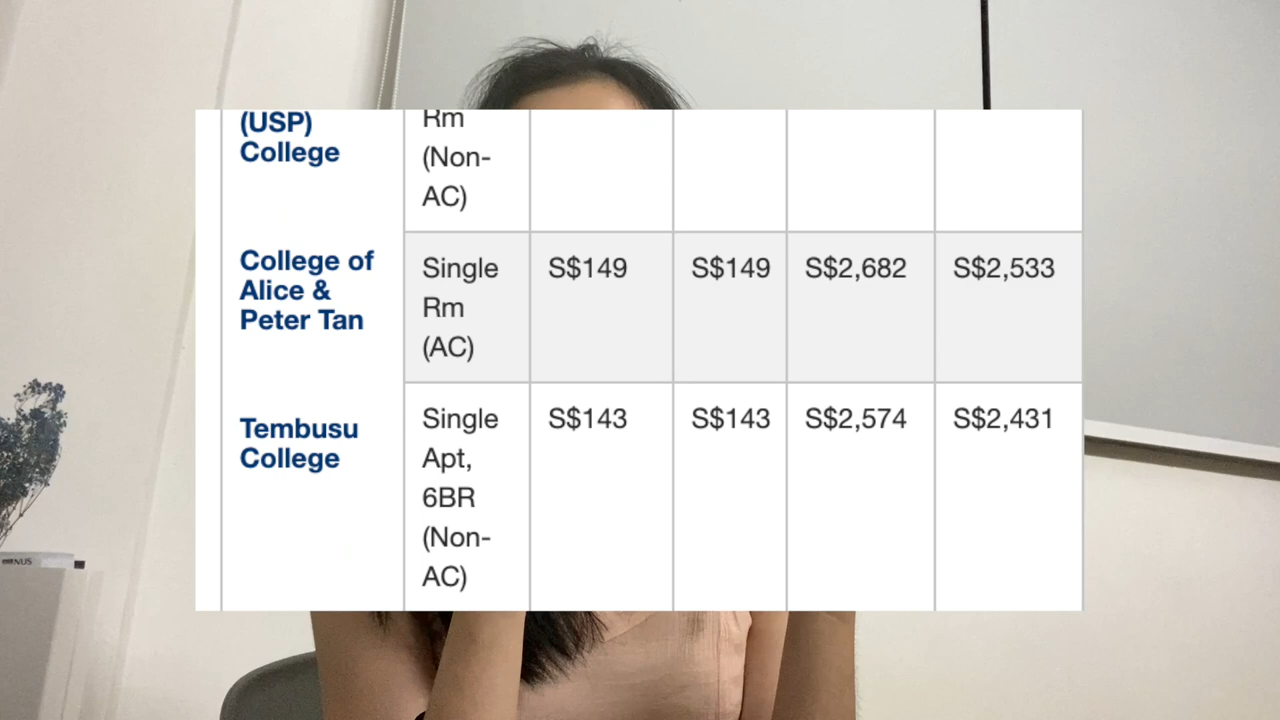 (USP)
College
Rm
(Non-
AC)
College of
Alice &
Peter Tan
Single
Rm
(AC)
S$149
S$149
S$2,682
S$2,533
Tembusu
College
Single
Apt,
6BR
(Non-
AC)
S$143
S$143
S$2,574
S$2,431
NUS